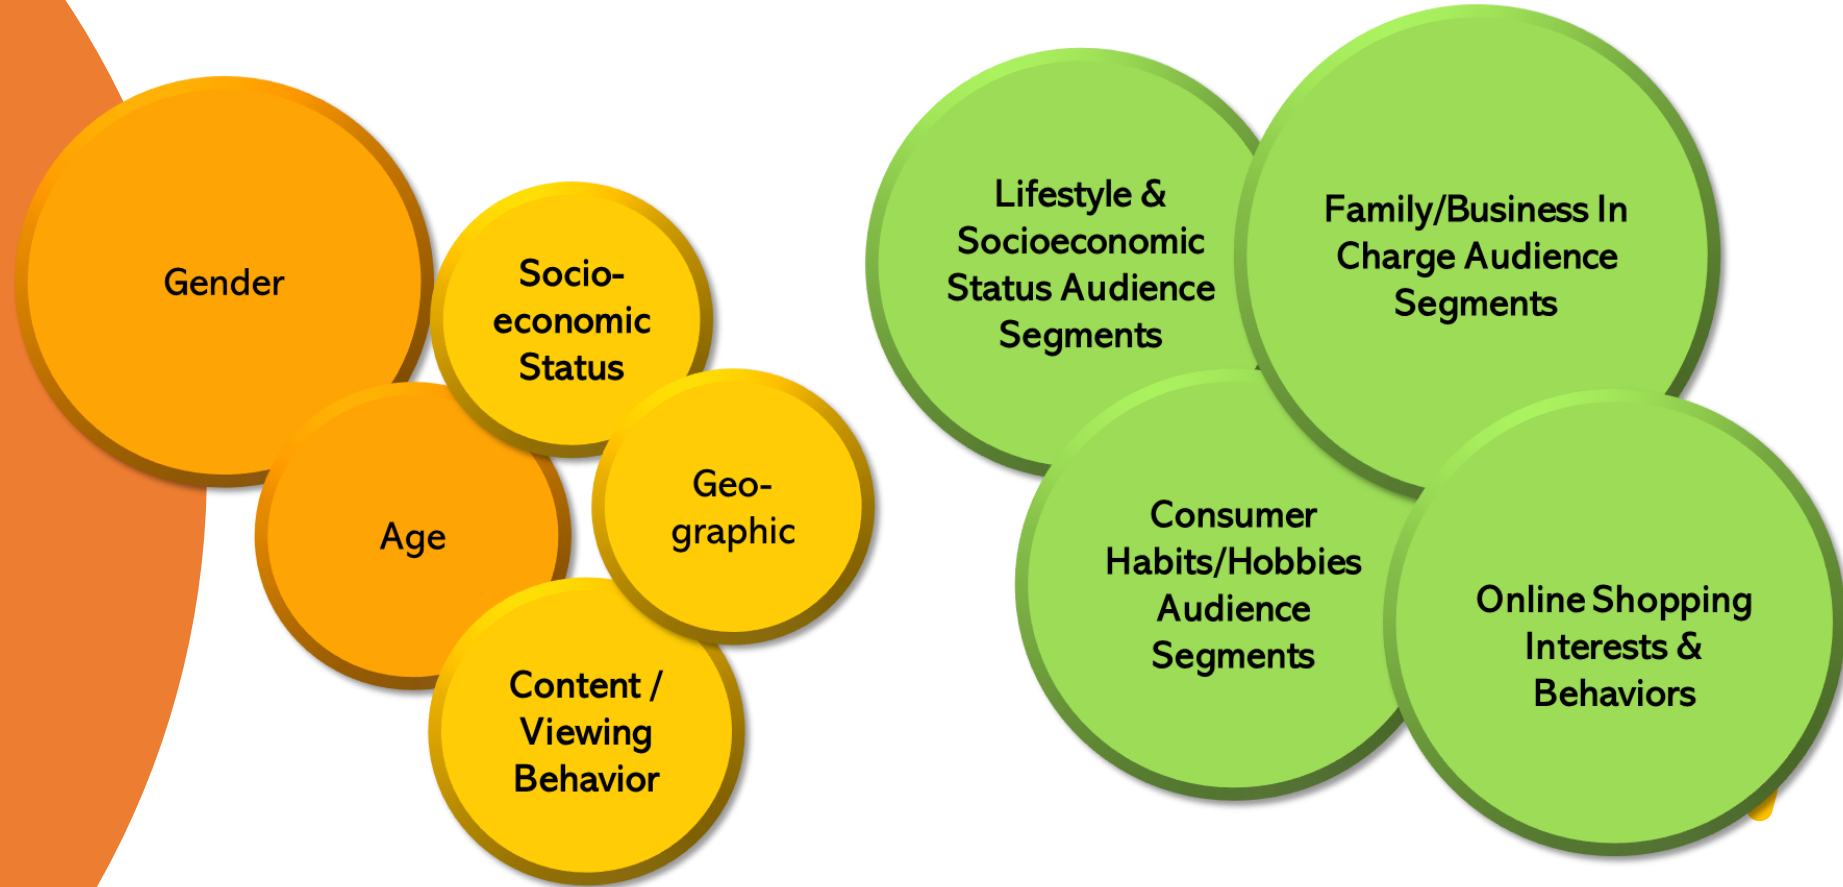 Gender
Socio-
economic
Status
Age
Geo-
graphic
Content /
Viewing
Behavior
Lifestyle &
Socioeconomic
Status Audience
Segments
Family/Business In
Charge Audience
Segments
Consumer
Habits/Hobbies
Audience
Segments
Online Shopping
Interests &
Behaviors